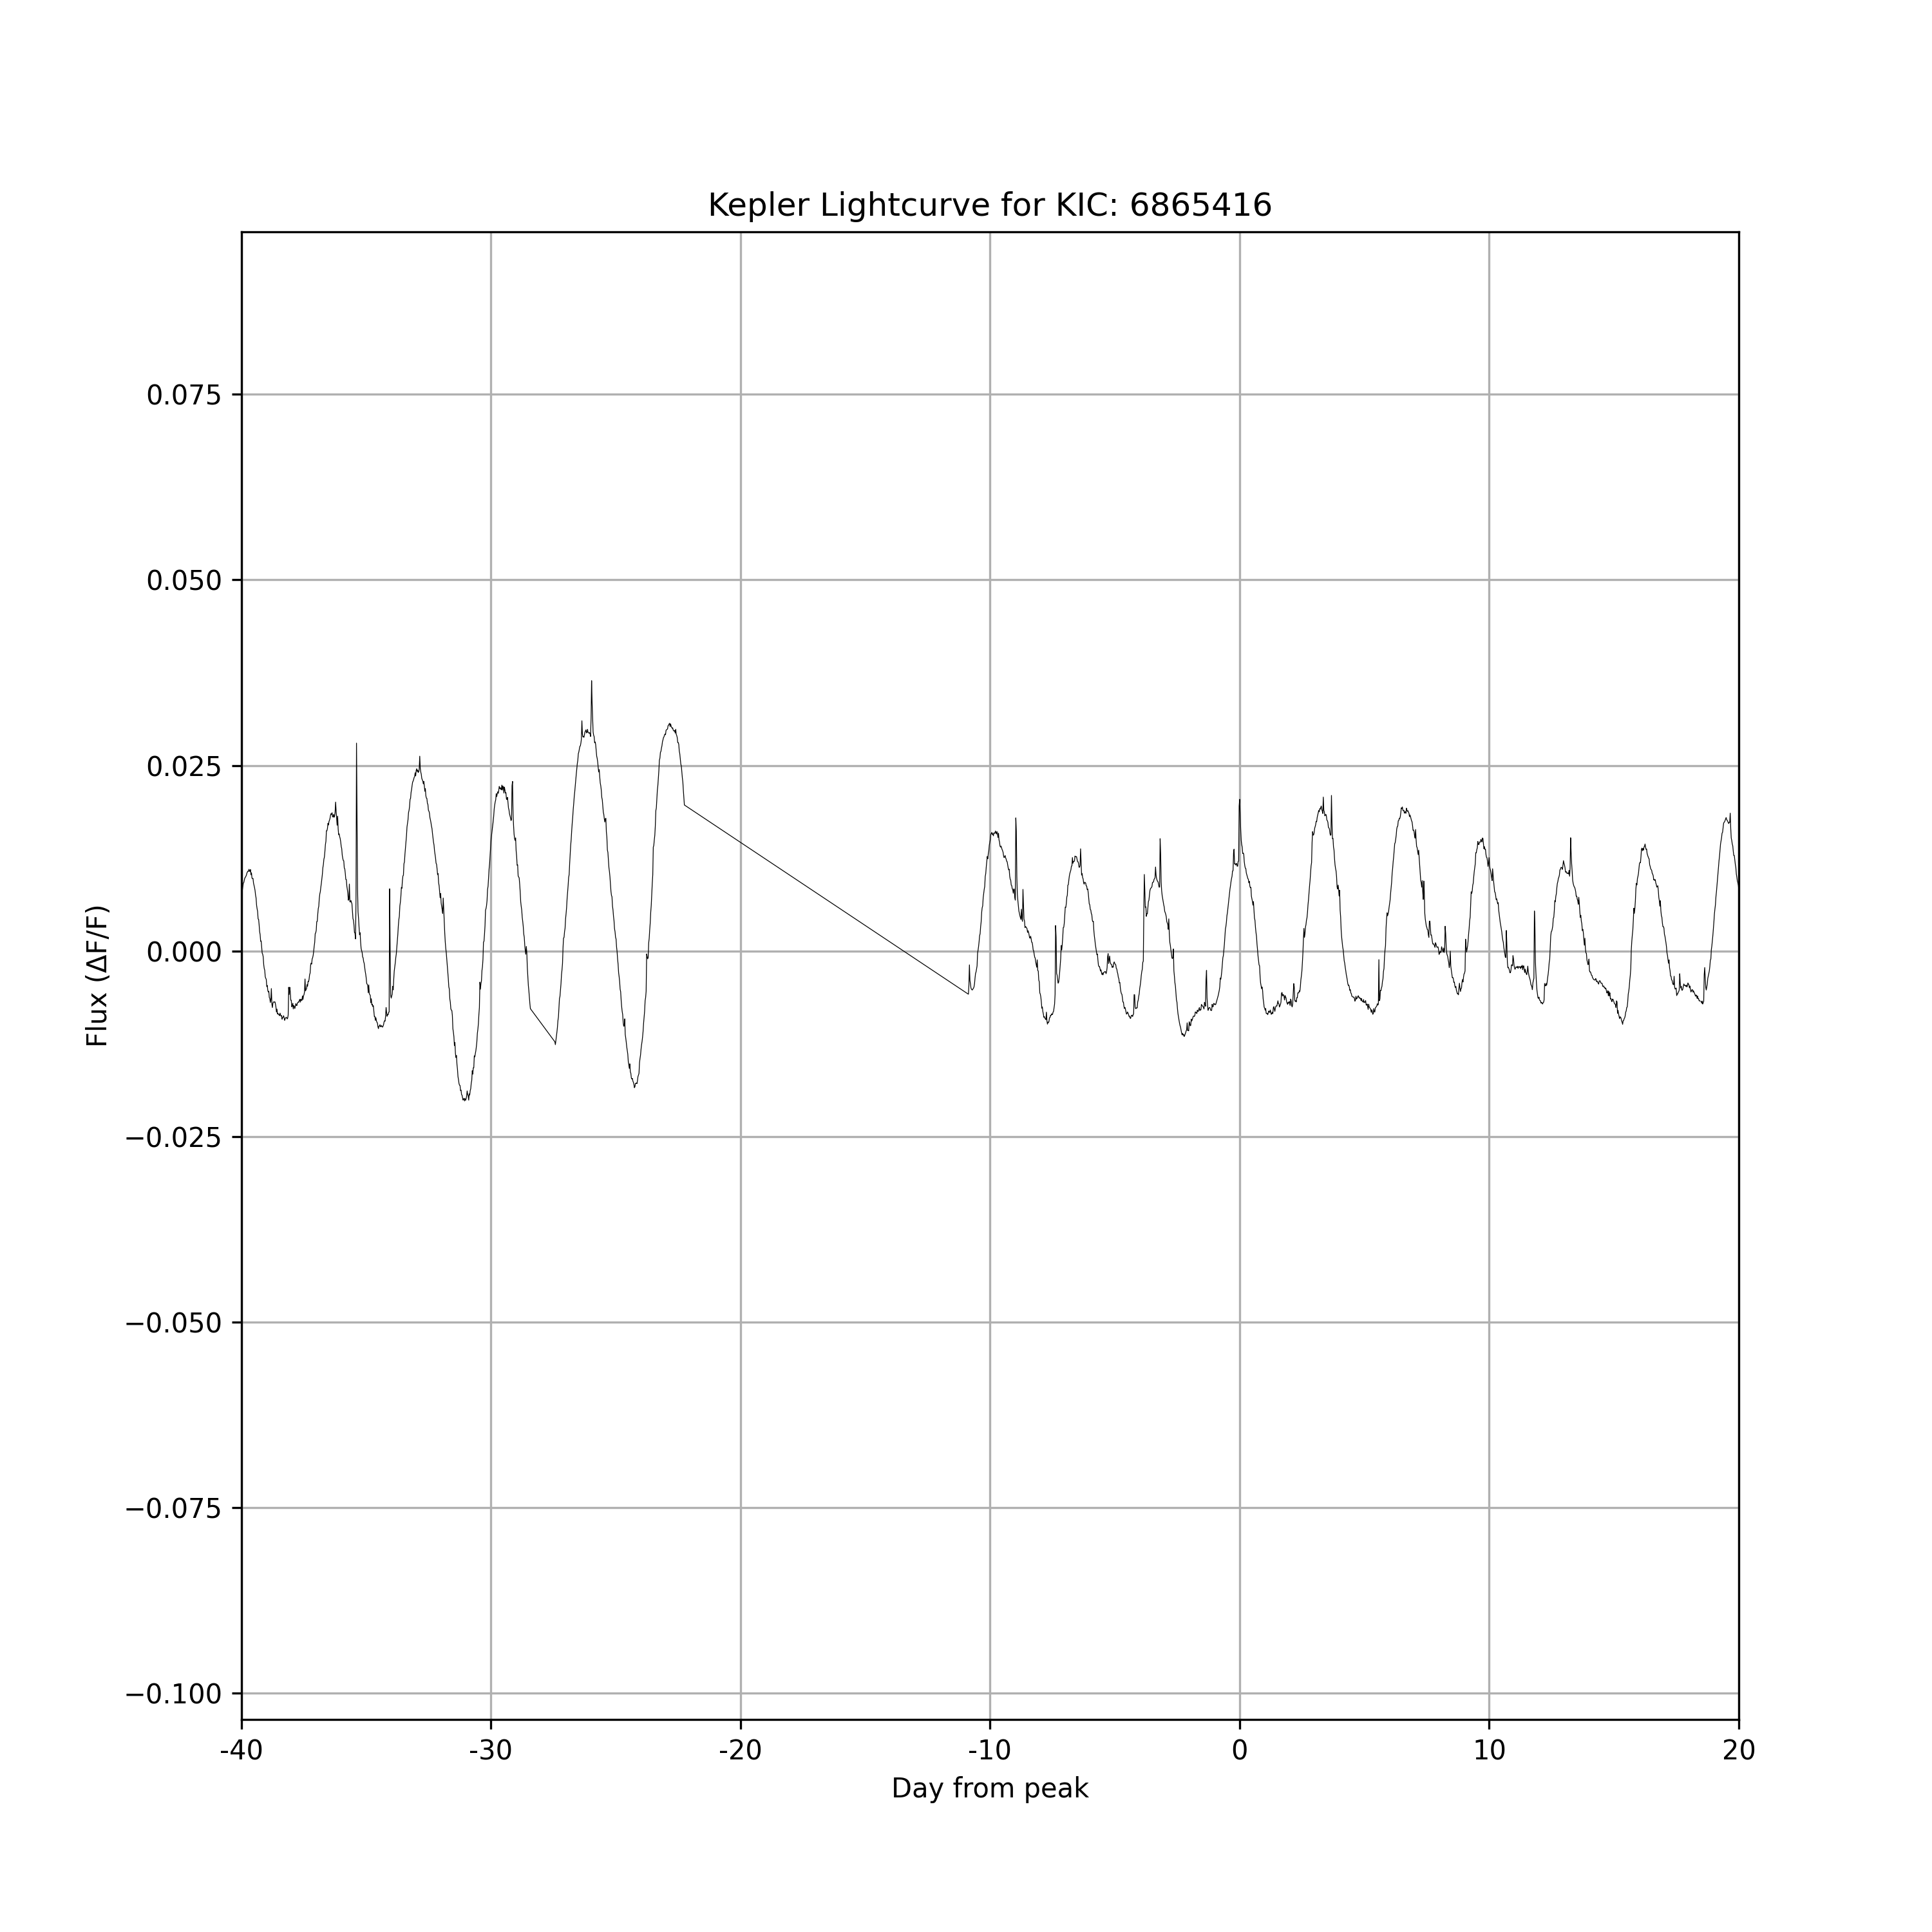 Kepler Lightcurve for KIC: 6865416
0.075
0.050
0.025
0.000
−0.025
−0.050
−0.075
−0.100
Flux (ΔF/F)
-40 -30 -20 -10 0 10 20
Day from peak